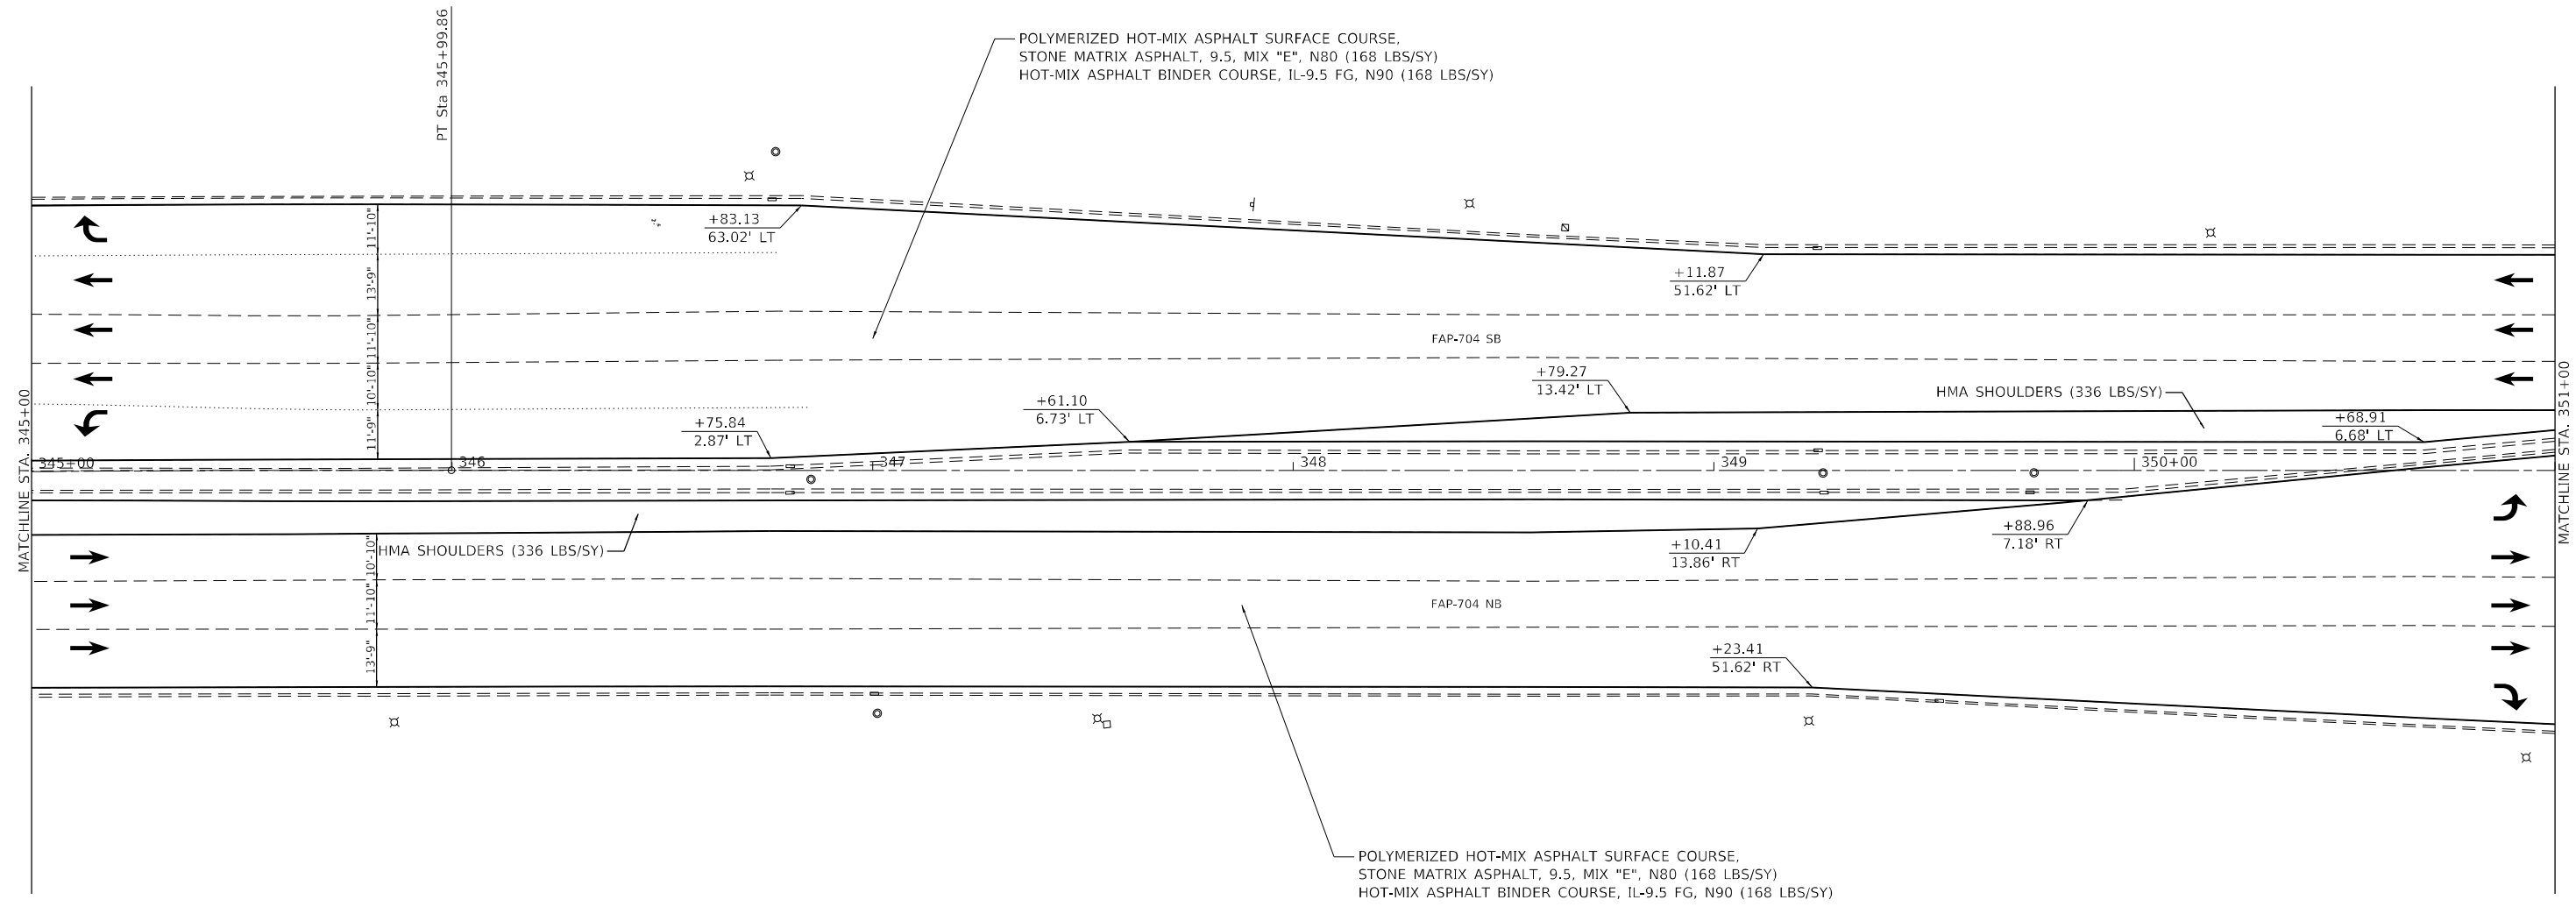 PT Sta 345+99.86
POLYMERIZED HOT-MIX ASPHALT SURFACE COURSE,
STONE MATRIX ASPHALT, 9.5, MIX "E", N80 (168 LBS/SY)
HOT-MIX ASPHALT BINDER COURSE, IL-9.5 FG, N90 (168 LBS/SY)
+83.13
63.02' LT
11'-10"
13'-9"
11'-10"
10'-10"
11'-9"
+11.87
51.62' LT
FAP-704 SB
+79.27
13.42' LT
HMA SHOULDERS (336 LBS/SY)
+61.10
6.73' LT
+75.84
2.87' LT
+68.91
6.68' LT
MATCHLINE STA. 345+00
MATCHLINE STA. 351+00
345+00
346
347
348
349
350+00
HMA SHOULDERS (336 LBS/SY)
+10.41
13.86' RT
+88.96
7.18' RT
10'-10"
11'-10"
13'-9"
FAP-704 NB
+23.41
51.62' RT
POLYMERIZED HOT-MIX ASPHALT SURFACE COURSE,
STONE MATRIX ASPHALT, 9.5, MIX "E", N80 (168 LBS/SY)
HOT-MIX ASPHALT BINDER COURSE, IL-9.5 FG, N90 (168 LBS/SY)